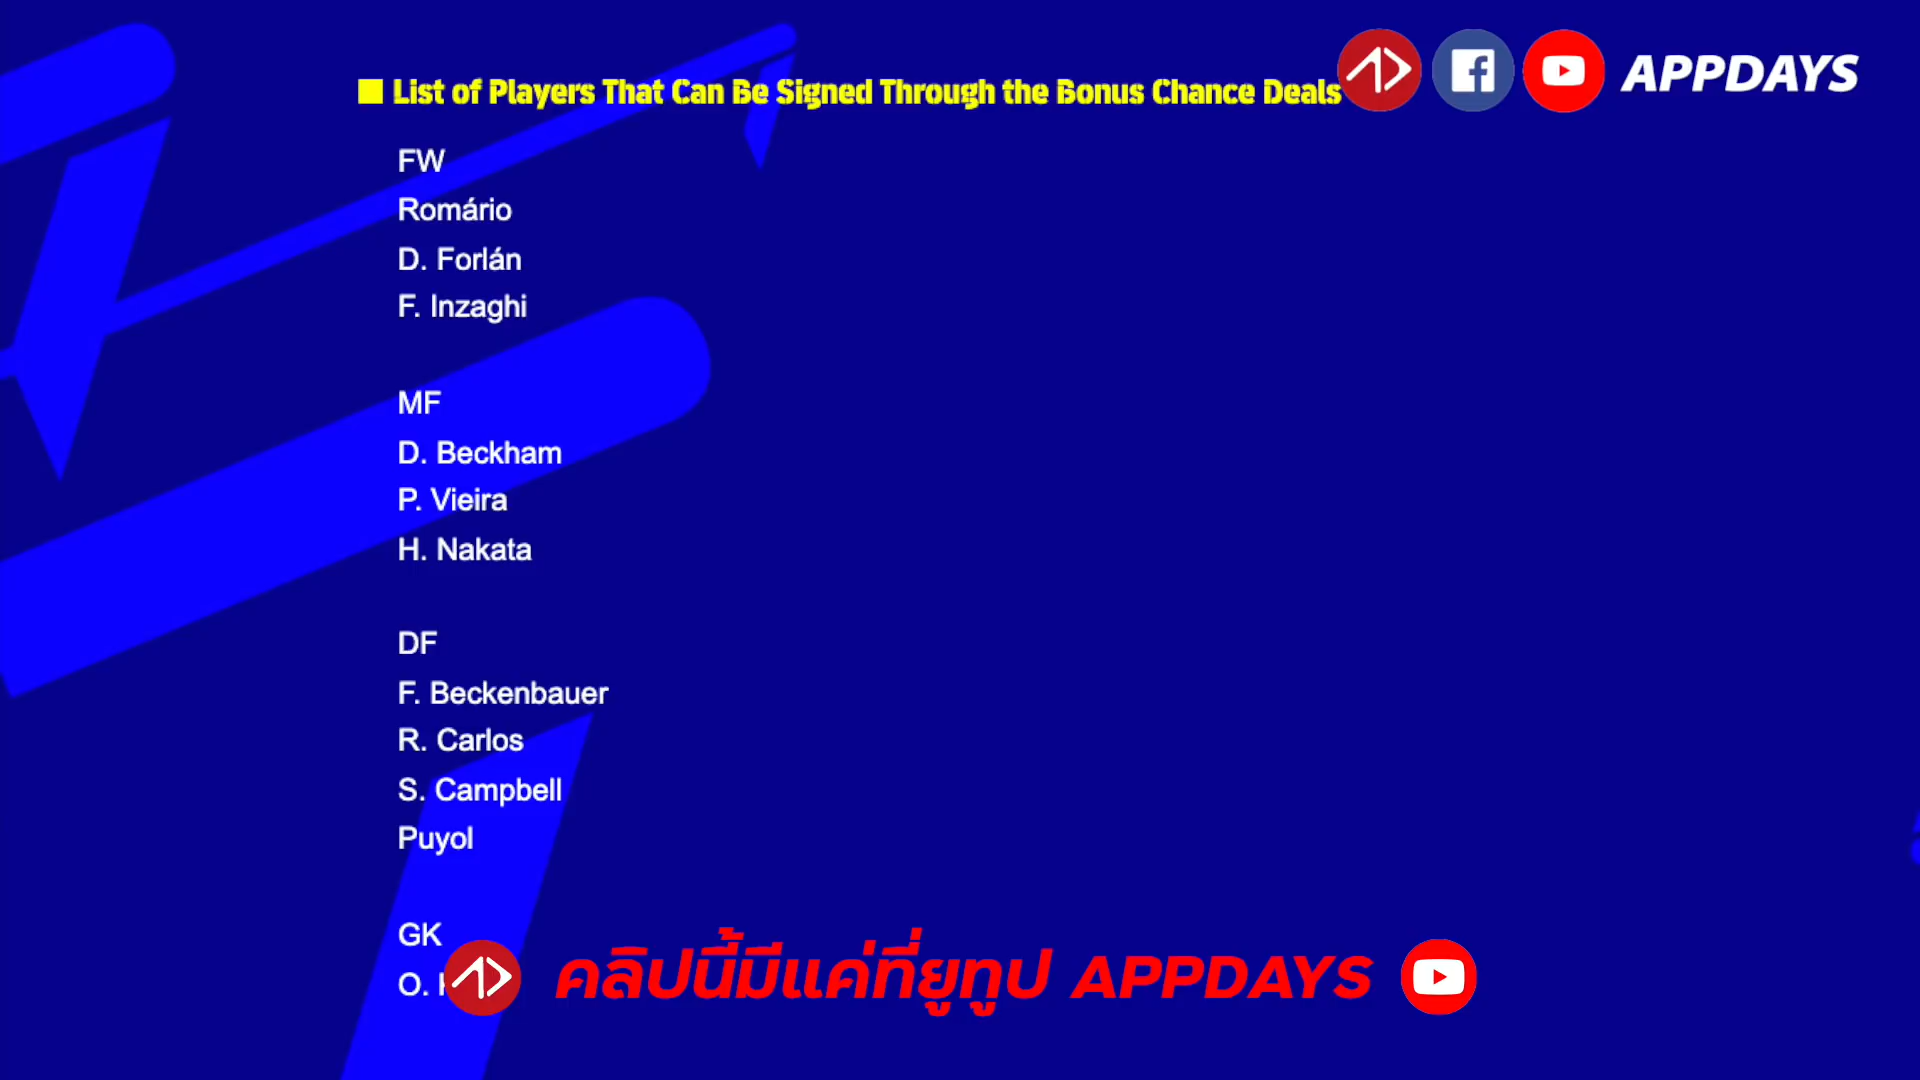 ■ List of Players That Can Be Signed Through the Bonus Chance Deals
APPDAYS
FW
Romário
D. Forlán
F. Inzaghi
MF
D. Beckham
P. Vieira
H. Nakata
DF
F. Beckenbauer
R. Carlos
S. Campbell
Puyol
GK
O.
คลิปนี้มีแค่ที่ยูทูป APPDAYS